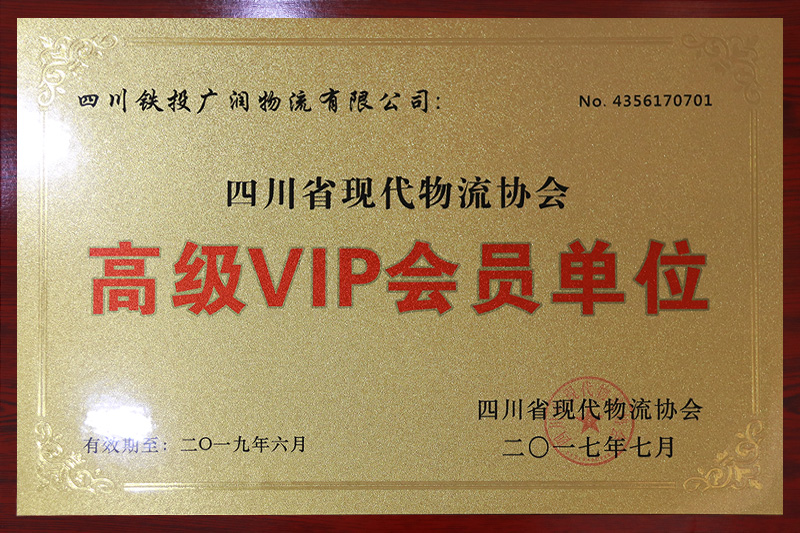 四川铁投广润物流有限公司：
No. 4356170701
四川省现代物流协会
高级VIP会员单位
四川省现代物流协会
有效期至：二〇一九年六月
二〇一七年七月